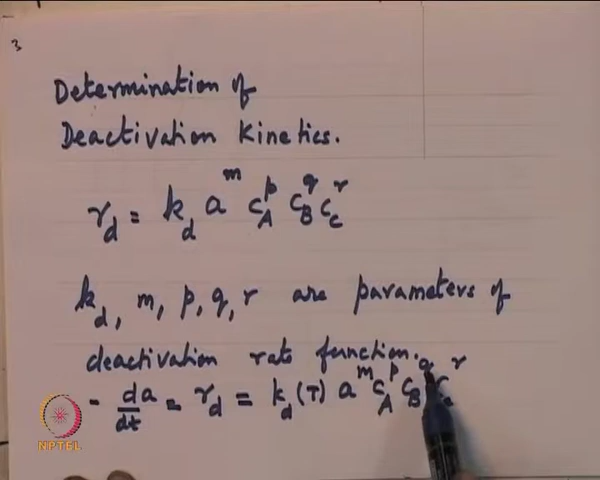 3
Determination of
Deactivation Kinetics.
r_d = k_d a^m C_A^p C_B^q C_C^r
k_d, m, p, q, r are parameters of
deactivation rate function.
- da/dt = r_d = k_d (T) a^m C_A^p C_B^q C_C^r
NPTEL